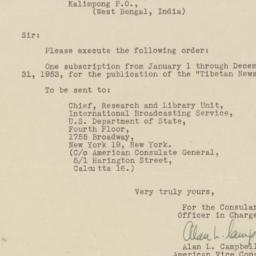 Kalimpong P.O.,
(West Bengal, India)
Sir:
Please execute the following order:
One subscription from January 1 through Decem
31, 1953, for the publication of the "Tibetan News
To be sent to:
Chief, Research and Library Unit,
International Broadcasting Service,
U.S. Department of State,
Fourth Floor,
1755 Broadway,
New York 19, New York.
(C/o American Consulate General,
5/1 Harington Street,
Calcutta 16.)
Very truly yours,
For the Consular
Officer in Charge
Alan L. Camp
Alan L. Campbell
American Vice Cons